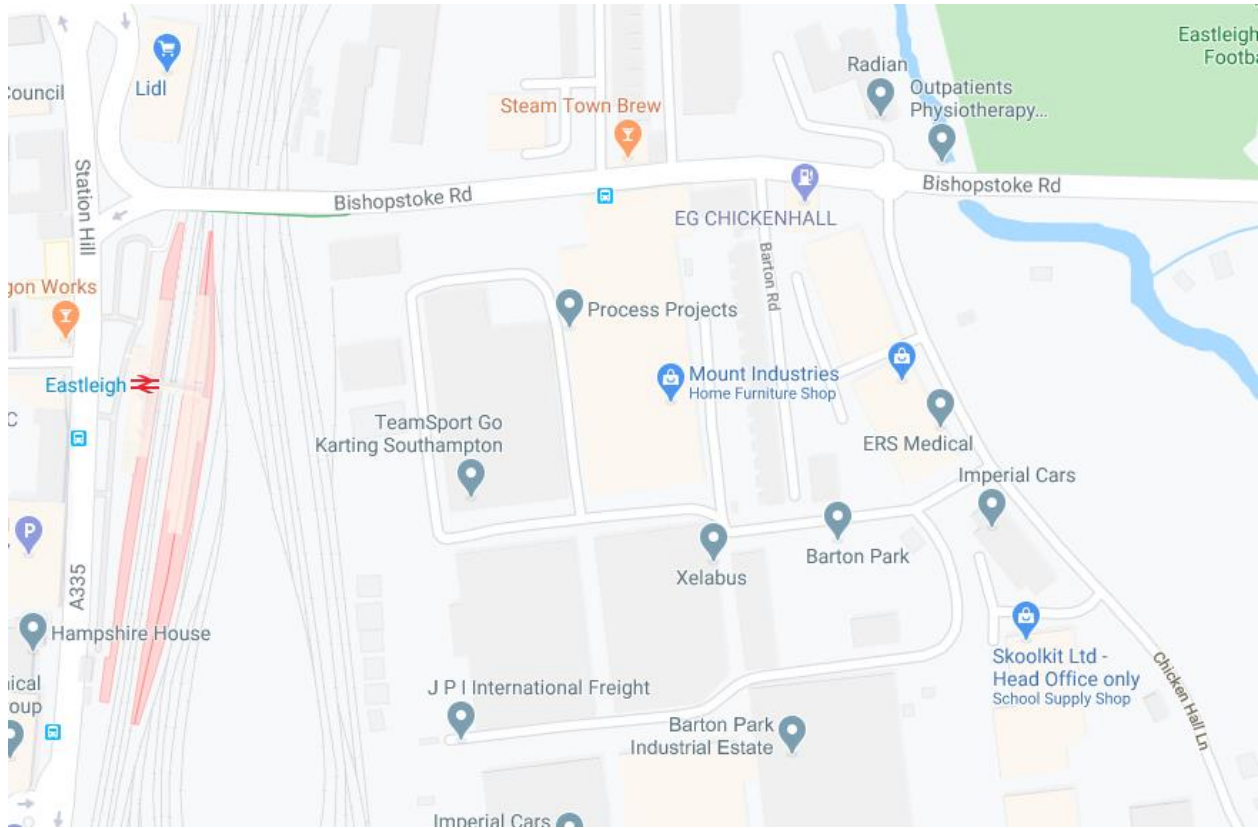 Eastleigh
Footba
Radian
Outpatients
Physiotherapy...
Lidl
Council
Steam Town Brew
Station Hill
Bishopstoke Rd
Bishopstoke Rd
EG CHICKENHALL
Barton Rd
gon Works
Process Projects
Eastleigh
Mount Industries
Home Furniture Shop
C
TeamSport Go
Karting Southampton
ERS Medical
Imperial Cars
P
Barton Park
Xelabus
A335
Hampshire House
Skoolkit Ltd -
Head Office only
School Supply Shop
Chicken Hall Ln
nical
oup
J P I International Freight
Barton Park
Industrial Estate
Imperial Cars